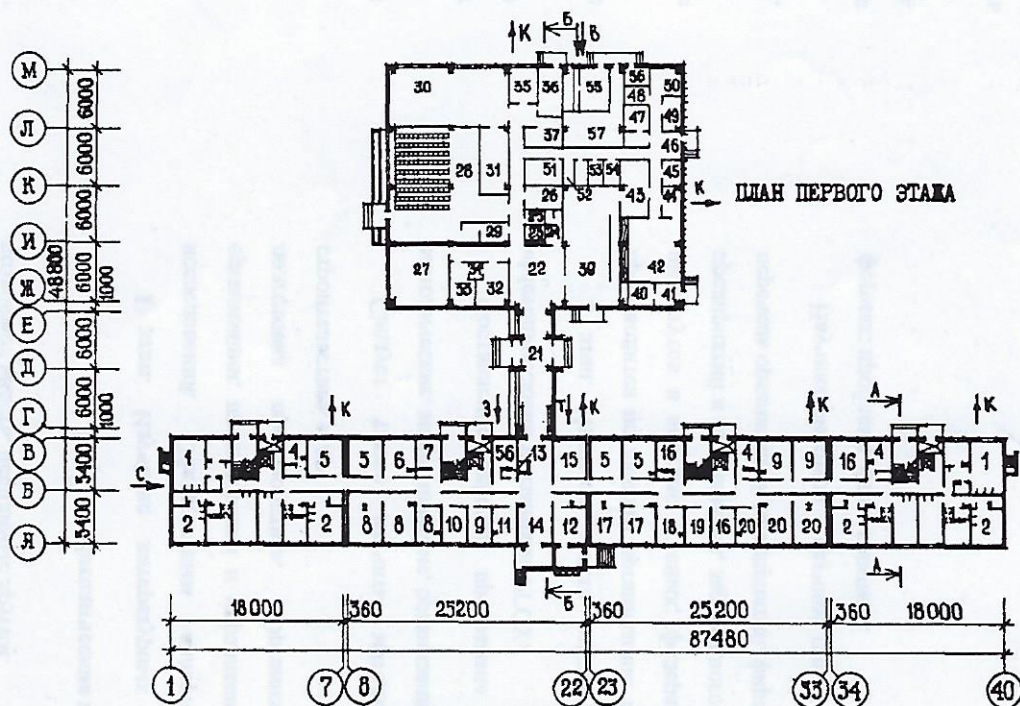 Б В
К
М 30 35 36 55 56 50
48
47 49
6000
Л 37 57 46
6000
28 31 51 53 54 45
К 26 52 43 44 К ПЛАН ПЕРВОГО ЭТАЖА
6000
И 29
48800
6000
27 34 22 39 42
Ж 33 32 40 41
1000
Е
6000
Д 21
6000
Г З Г К К А К
1000
В 1 4 5 5 6 7 56 13 15 5 5 16 4 9 9 16 4 1
5400
С
Б
5400
2 2 8 8 8 10 9 11 14 12 17 17 18 19 16 20 20 20 2 2
А
Б А
18000 360 25200 360 25200 360 18000
87480
1 7 8 22 23 33 34 40